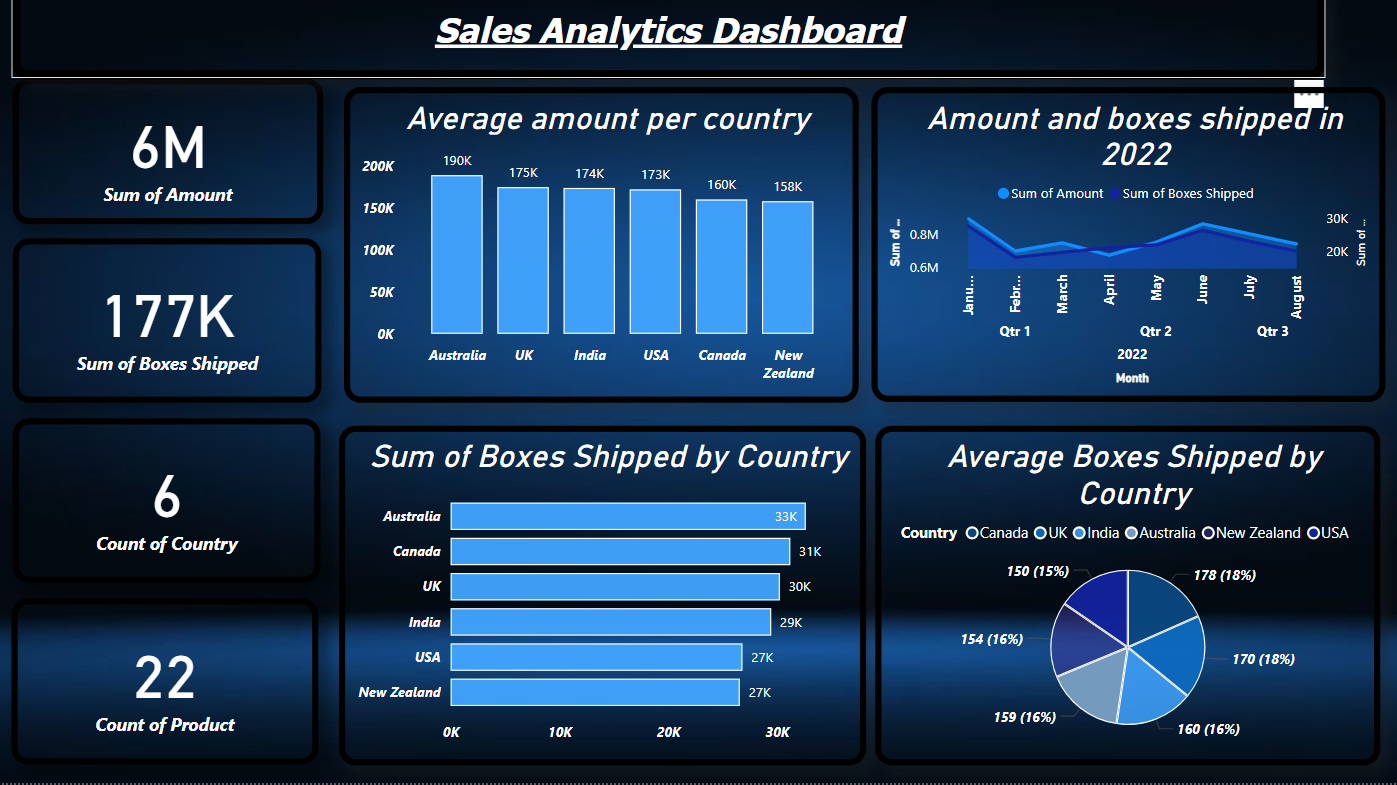 Sales Analytics Dashboard
6M
Sum of Amount
177K
Sum of Boxes Shipped
6
Count of Country
22
Count of Product
Average amount per country
200K
150K
100K
50K
0K
190K
175K
174K
173K
160K
158K
Australia
UK
India
USA
Canada
New
Zealand
Amount and boxes shipped in
2022
Sum of Amount
Sum of Boxes Shipped
Sum of ...
0.8M
0.6M
30K
20K
Sum of ...
Janu...
Febr...
March
April
May
June
July
August
Qtr 1
Qtr 2
Qtr 3
2022
Month
Sum of Boxes Shipped by Country
Australia
33K
Canada
31K
UK
30K
India
29K
USA
27K
New Zealand
27K
0K
10K
20K
30K
Average Boxes Shipped by
Country
Country Canada UK India Australia New Zealand USA
150 (15%)
178 (18%)
154 (16%)
170 (18%)
159 (16%)
160 (16%)